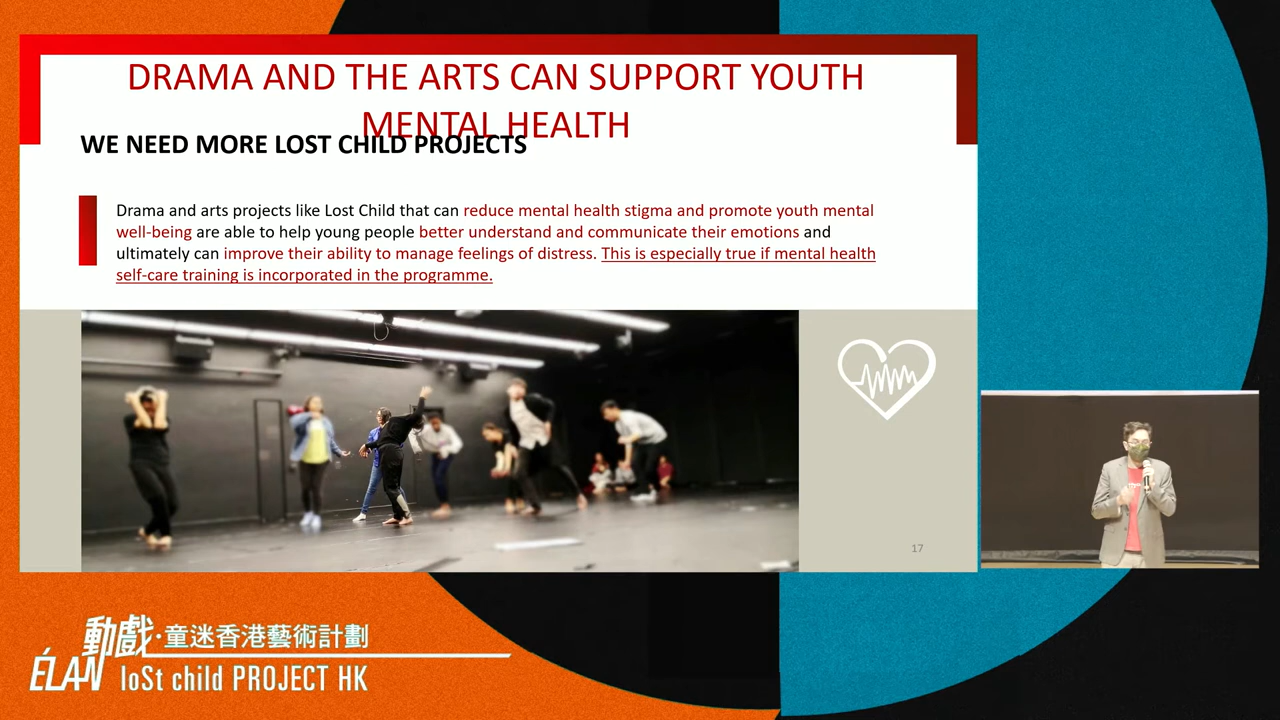 DRAMA AND THE ARTS CAN SUPPORT YOUTH
MENTAL HEALTH
WE NEED MORE LOST CHILD PROJECTS
Drama and arts projects like Lost Child that can reduce mental health stigma and promote youth mental
well-being are able to help young people better understand and communicate their emotions and
ultimately can improve their ability to manage feelings of distress. This is especially true if mental health
self-care training is incorporated in the programme.
17
動戲·童迷香港藝術計劃
ÉLAN loSt child PROJECT HK